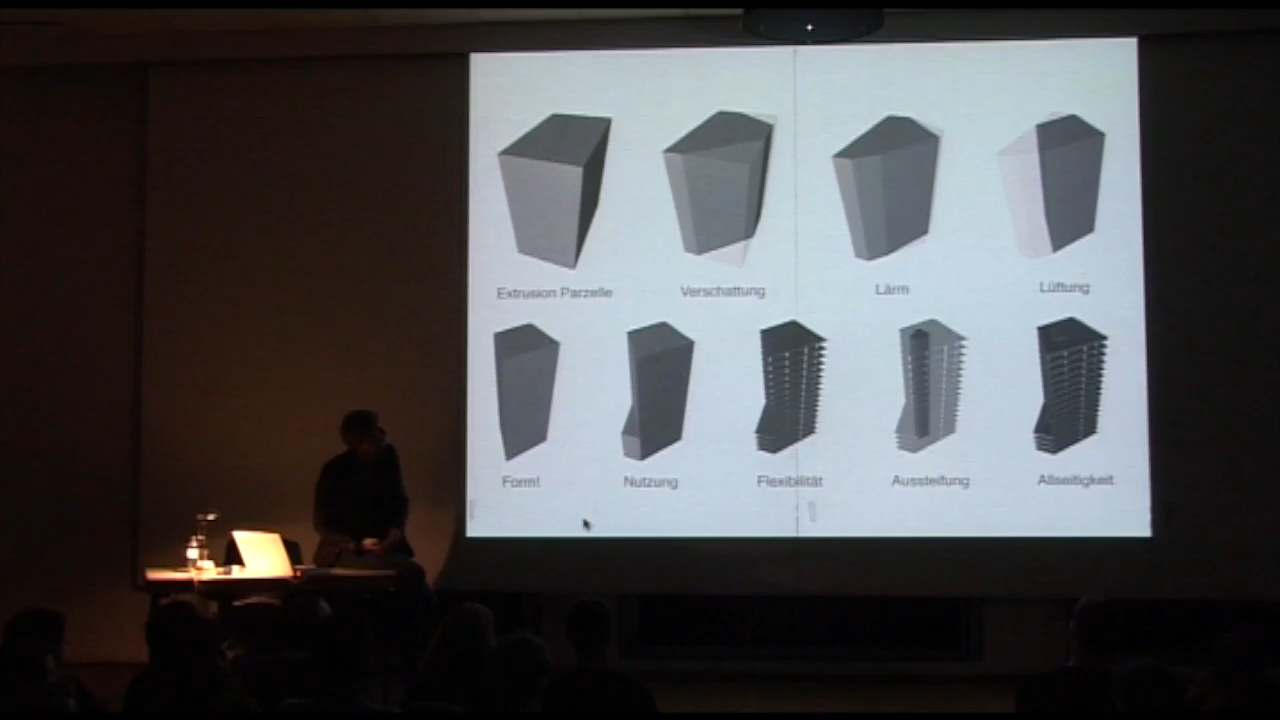 Extrusion Parzelle
Verschattung
Lärm
Lüftung
Form!
Nutzung
Flexibilität
Aussteifung
Allseitigkeit